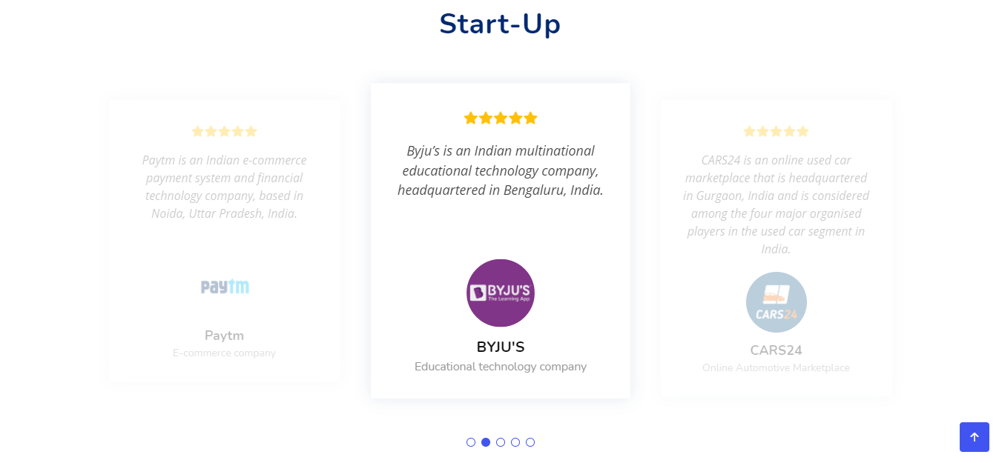 Start-Up
Paytm is an Indian e-commerce
payment system and financial
technology company, based in
Noida, Uttar Pradesh, India.
paytm
Paytm
E-commerce company
Byju’s is an Indian multinational
educational technology company,
headquartered in Bengaluru, India.
BYJU'S
The Learning App
BYJU'S
Educational technology company
CARS24 is an online used car
marketplace that is headquartered
in Gurgaon, India and is considered
among the four major organised
players in the used car segment in
India.
CARS24
CARS24
Online Automotive Marketplace